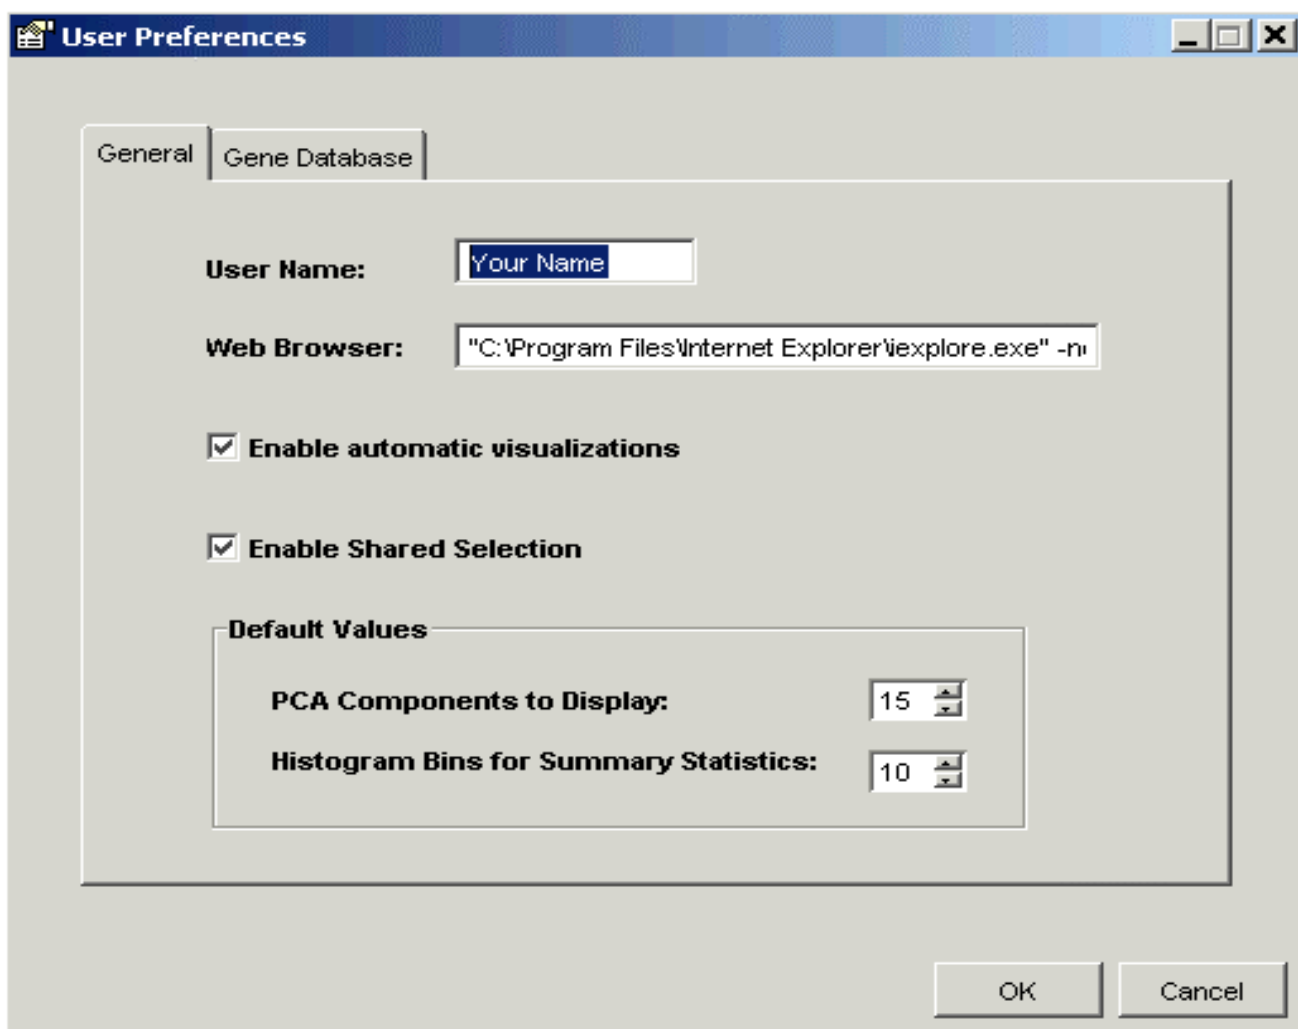 User Preferences
General
Gene Database
User Name:
Your Name
Web Browser:
"C:\Program Files\Internet Explorer\iexplore.exe"
Enable automatic visualizations
Enable Shared Selection
Default Values
PCA Components to Display:
15
Histogram Bins for Summary Statistics:
10
OK
Cancel